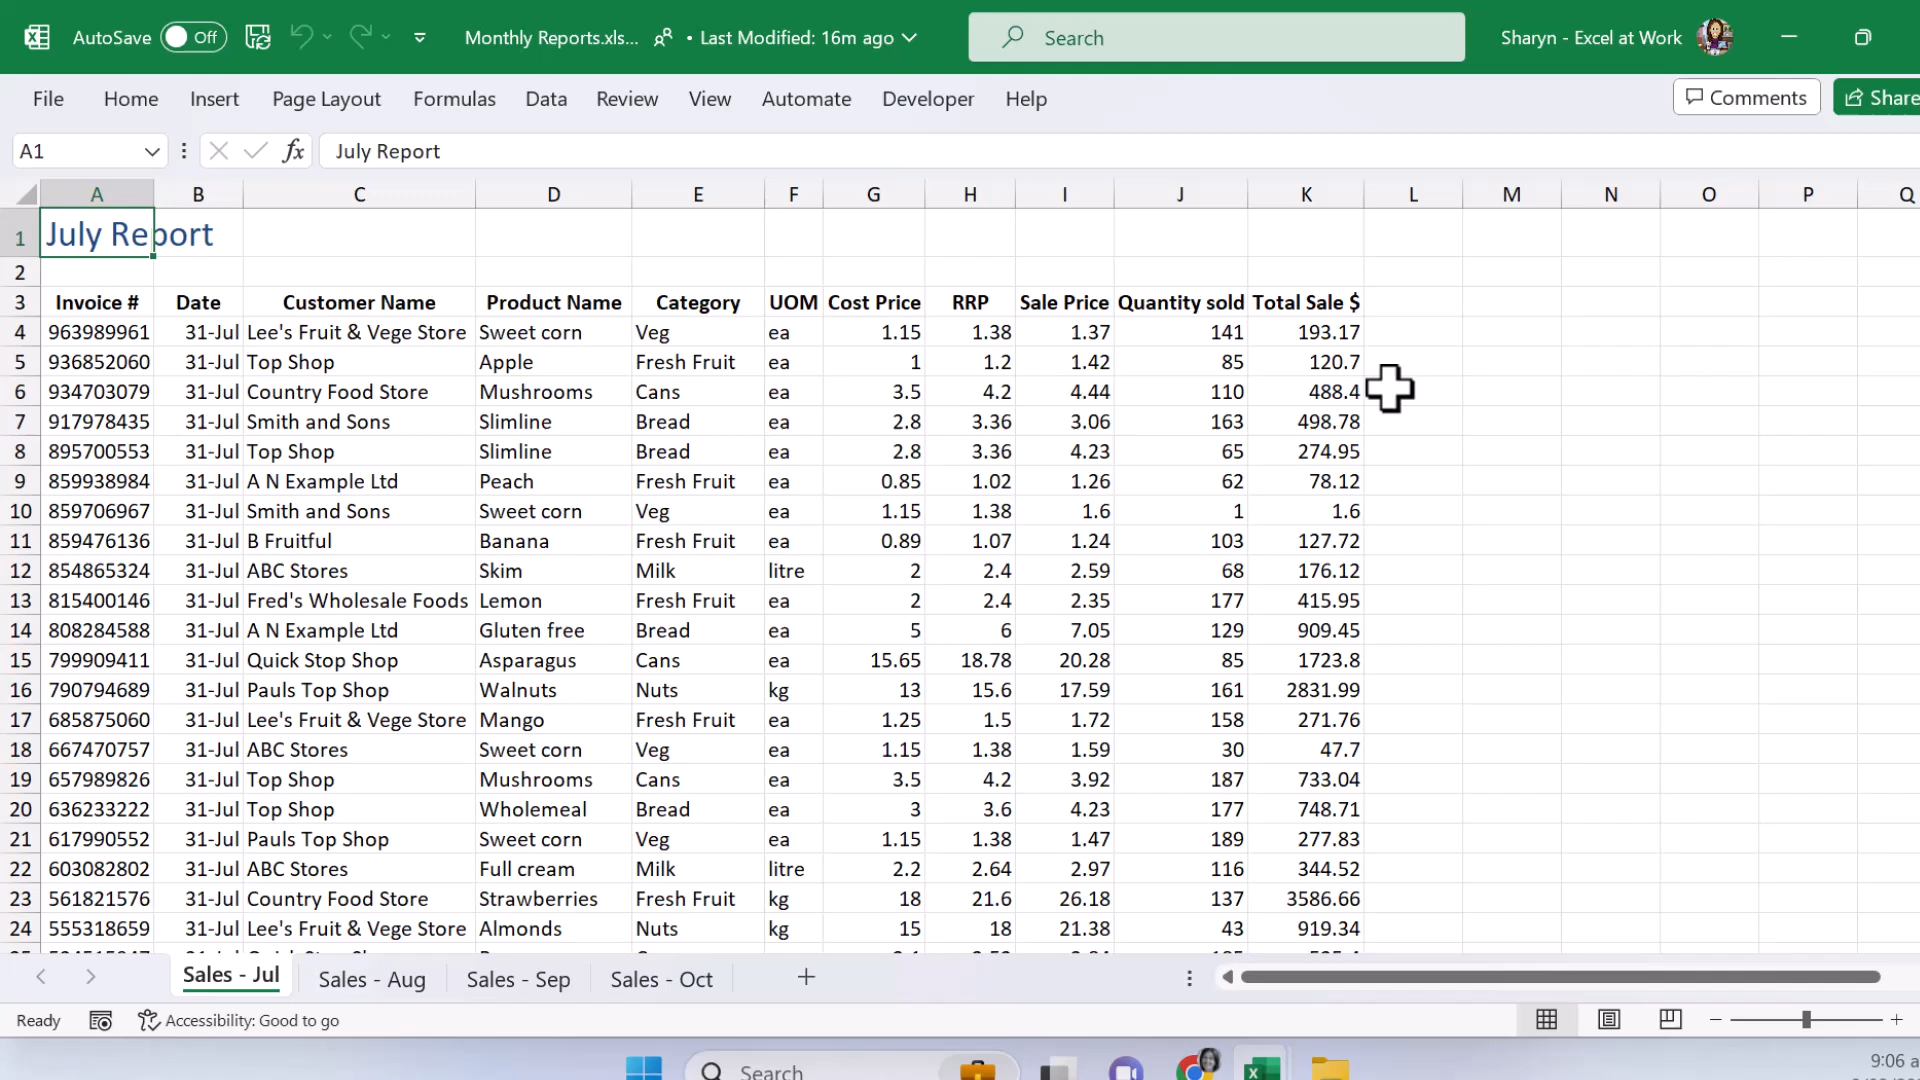 AutoSave Off Monthly Reports.xls... • Last Modified: 16m ago Search Sharyn - Excel at Work
File Home Insert Page Layout Formulas Data Review View Automate Developer Help Comments Share
A1 fx July Report
A B C D E F G H I J K L M N O P Q
1 July Report
2
3 Invoice # Date Customer Name Product Name Category UOM Cost Price RRP Sale Price Quantity sold Total Sale $
4 963989961 31-Jul Lee's Fruit & Vege Store Sweet corn Veg ea 1.15 1.38 1.37 141 193.17
5 936852060 31-Jul Top Shop Apple Fresh Fruit ea 1 1.2 1.42 85 120.7
6 934703079 31-Jul Country Food Store Mushrooms Cans ea 3.5 4.2 4.44 110 488.4
7 917978435 31-Jul Smith and Sons Slimline Bread ea 2.8 3.36 3.06 163 498.78
8 895700553 31-Jul Top Shop Slimline Bread ea 2.8 3.36 4.23 65 274.95
9 859938984 31-Jul A N Example Ltd Peach Fresh Fruit ea 0.85 1.02 1.26 62 78.12
10 859706967 31-Jul Smith and Sons Sweet corn Veg ea 1.15 1.38 1.6 1 1.6
11 859476136 31-Jul B Fruitful Banana Fresh Fruit ea 0.89 1.07 1.24 103 127.72
12 854865324 31-Jul ABC Stores Skim Milk litre 2 2.4 2.59 68 176.12
13 815400146 31-Jul Fred's Wholesale Foods Lemon Fresh Fruit ea 2 2.4 2.35 177 415.95
14 808284588 31-Jul A N Example Ltd Gluten free Bread ea 5 6 7.05 129 909.45
15 799909411 31-Jul Quick Stop Shop Asparagus Cans ea 15.65 18.78 20.28 85 1723.8
16 790794689 31-Jul Pauls Top Shop Walnuts Nuts kg 13 15.6 17.59 161 2831.99
17 685875060 31-Jul Lee's Fruit & Vege Store Mango Fresh Fruit ea 1.25 1.5 1.72 158 271.76
18 667470757 31-Jul ABC Stores Sweet corn Veg ea 1.15 1.38 1.59 30 47.7
19 657989826 31-Jul Top Shop Mushrooms Cans ea 3.5 4.2 3.92 187 733.04
20 636233222 31-Jul Top Shop Wholemeal Bread ea 3 3.6 4.23 177 748.71
21 617990552 31-Jul Pauls Top Shop Sweet corn Veg ea 1.15 1.38 1.47 189 277.83
22 603082802 31-Jul ABC Stores Full cream Milk litre 2.2 2.64 2.97 116 344.52
23 561821576 31-Jul Country Food Store Strawberries Fresh Fruit kg 18 21.6 26.18 137 3586.66
24 555318659 31-Jul Lee's Fruit & Vege Store Almonds Nuts kg 15 18 21.38 43 919.34
Sales - Jul Sales - Aug Sales - Sep Sales - Oct
Ready Accessibility: Good to go
Search 9:06 a